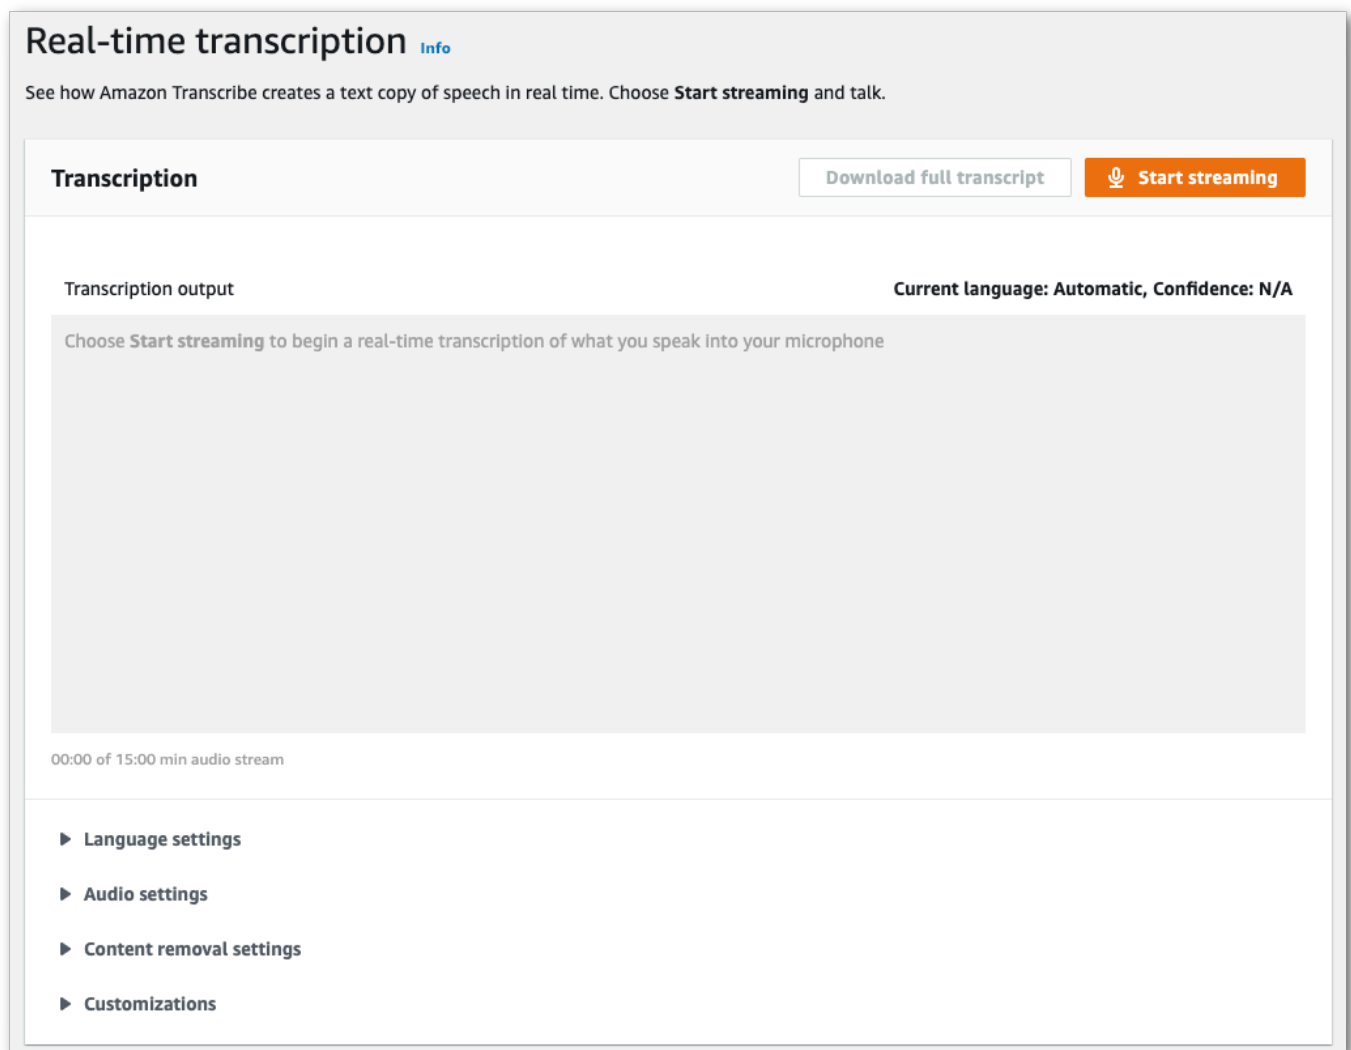 Real-time transcription Info
See how Amazon Transcribe creates a text copy of speech in real time. Choose Start streaming and talk.
Transcription
Download full transcript
Start streaming
Transcription output
Current language: Automatic, Confidence: N/A
Choose Start streaming to begin a real-time transcription of what you speak into your microphone
00:00 of 15:00 min audio stream
Language settings
Audio settings
Content removal settings
Customizations